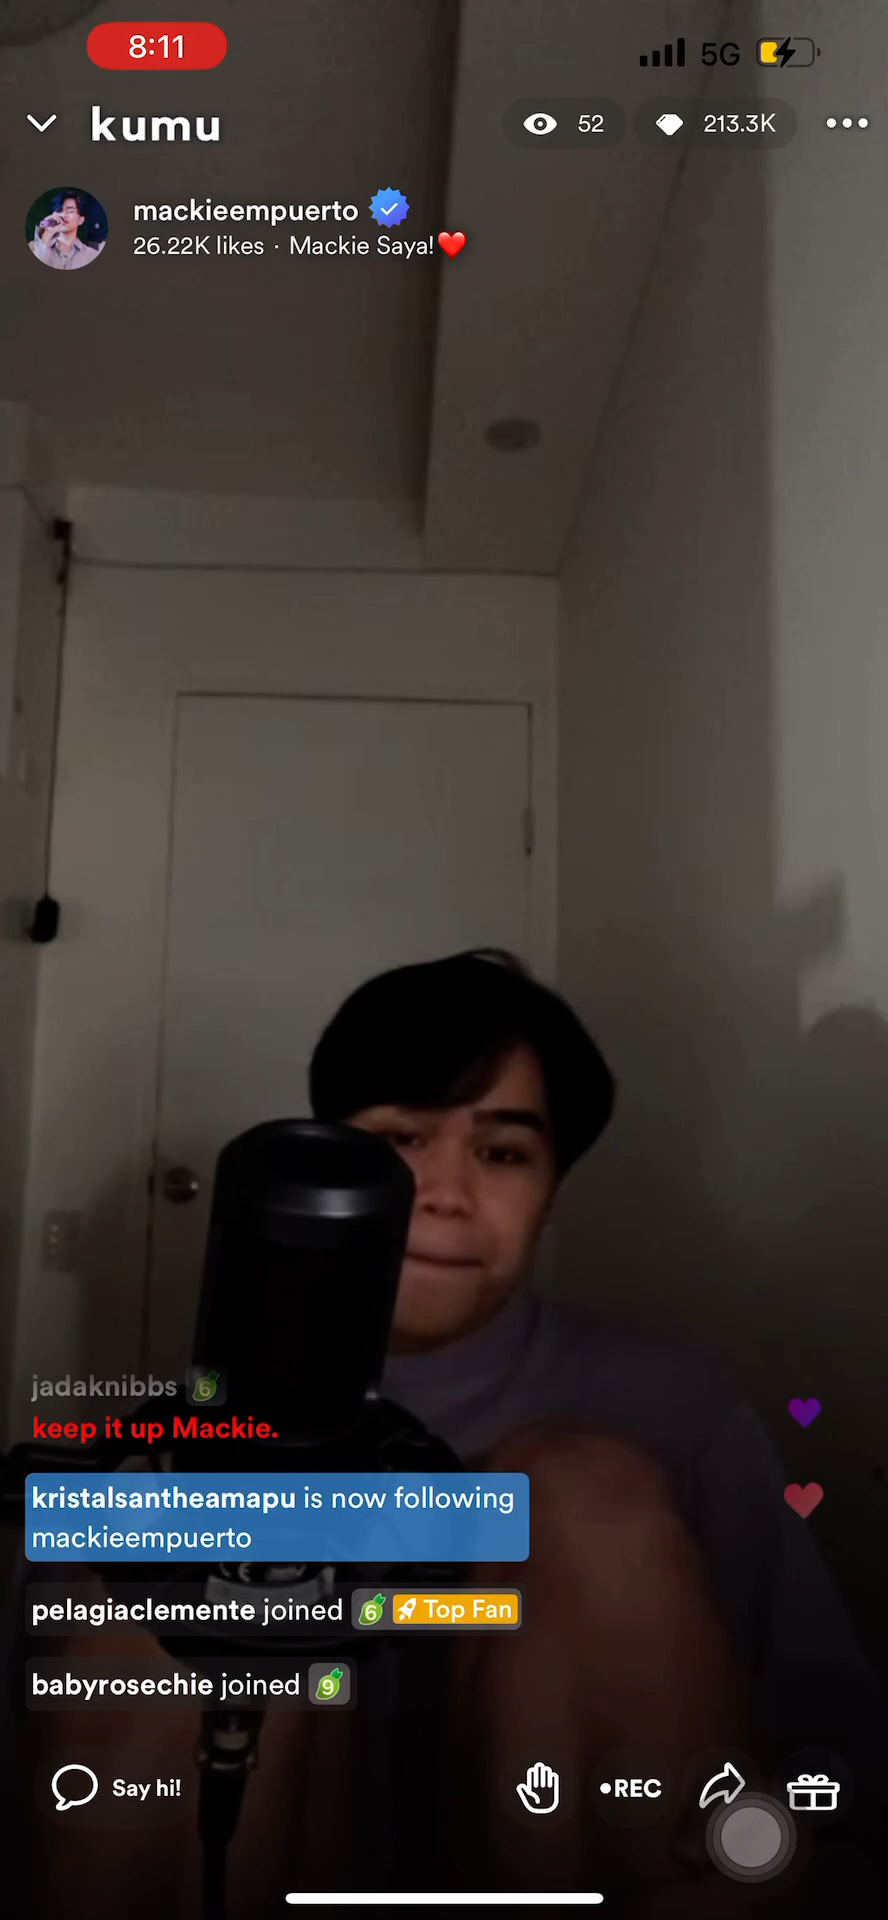 8:11
5G
kumu
52
213.3K
mackieempuerto
26.22K likes · Mackie Saya!❤️
jadaknibbs 6
keep it up Mackie.
kristalsantheamapu is now following
mackieempuerto
pelagiaclemente joined 6 Top Fan
babyrosechie joined 9
Say hi!
•REC